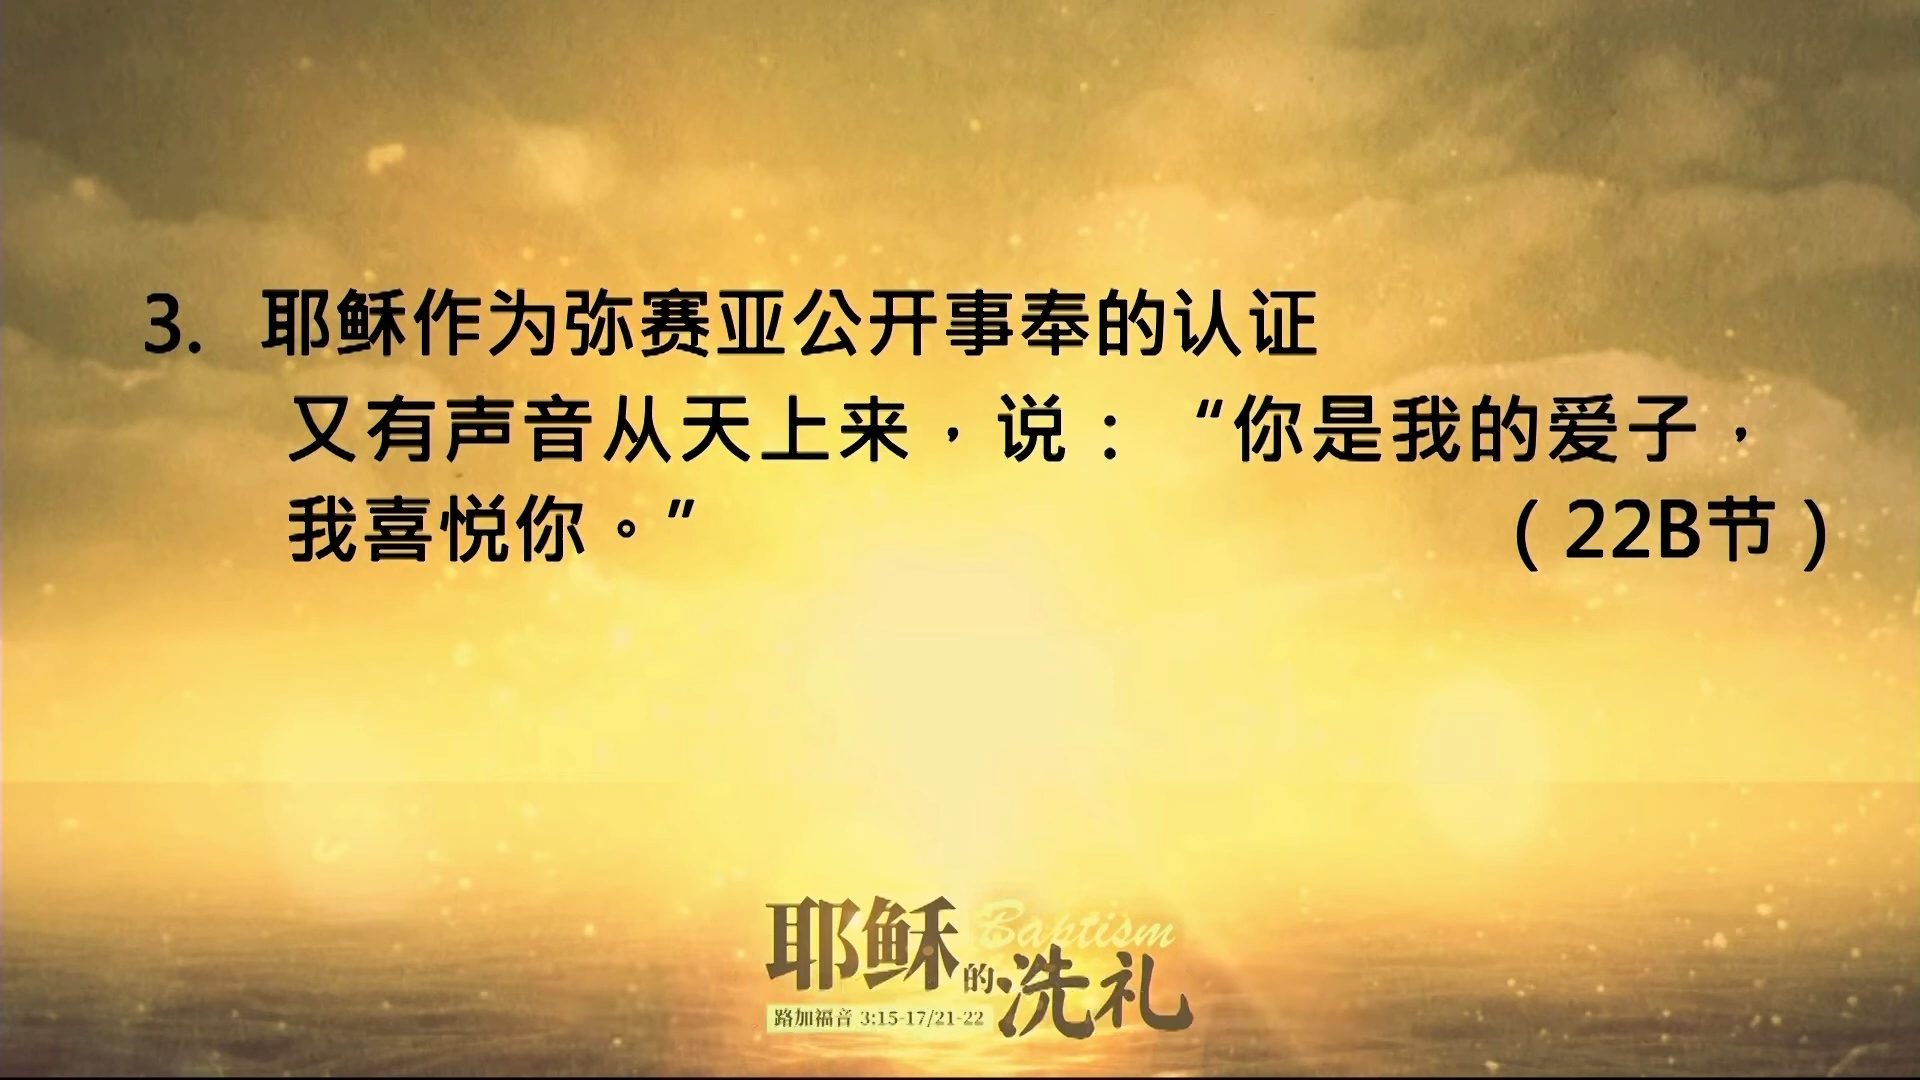 3. 耶稣作为弥赛亚公开事奉的认证
又有声音从天上来，说：“你是我的爱子，
我喜悦你。” （22B节）
耶稣的洗礼
Baptism
路加福音 3:15-17/21-22